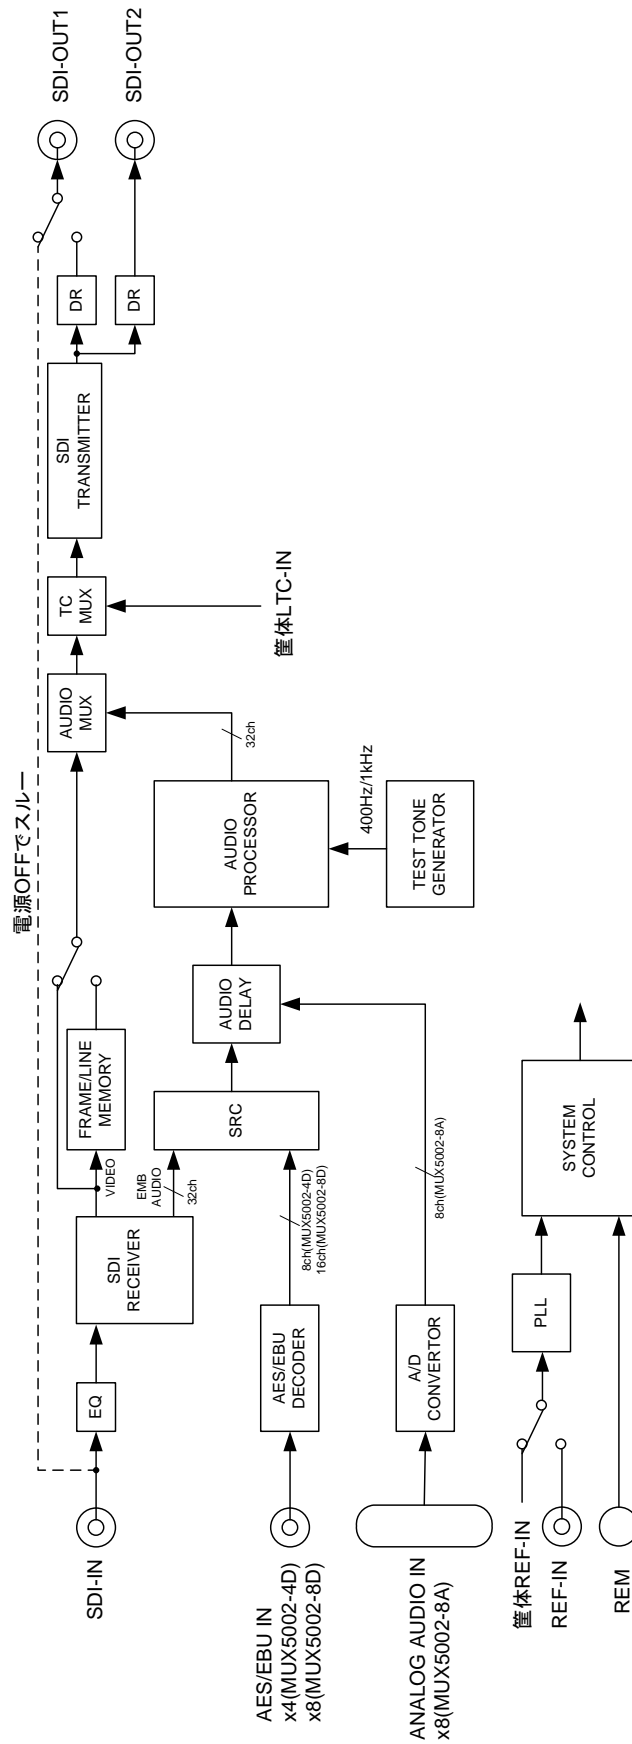 電源OFFでスルー
SDI-IN
EQ
SDI
RECEIVER
VIDEO
EMB
AUDIO
32ch
FRAME/LINE
MEMORY
AUDIO
MUX
TC
MUX
SDI
TRANSMITTER
DR
DR
SDI-OUT1
SDI-OUT2
筐体LTC-IN
AES/EBU IN
x4(MUX5002-4D)
x8(MUX5002-8D)
AES/EBU
DECODER
8ch(MUX5002-4D)
16ch(MUX5002-8D)
SRC
AUDIO
DELAY
AUDIO
PROCESSOR
32ch
400Hz/1kHz
TEST TONE
GENERATOR
ANALOG AUDIO IN
x8(MUX5002-8A)
A/D
CONVERTOR
8ch(MUX5002-8A)
筐体REF-IN
REF-IN
PLL
SYSTEM
CONTROL
REM